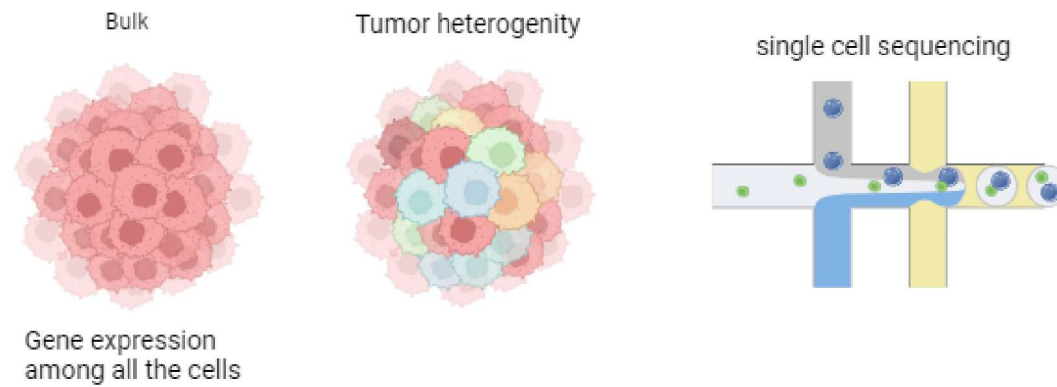 Bulk
Tumor heterogenity
single cell sequencing
Gene expression
among all the cells